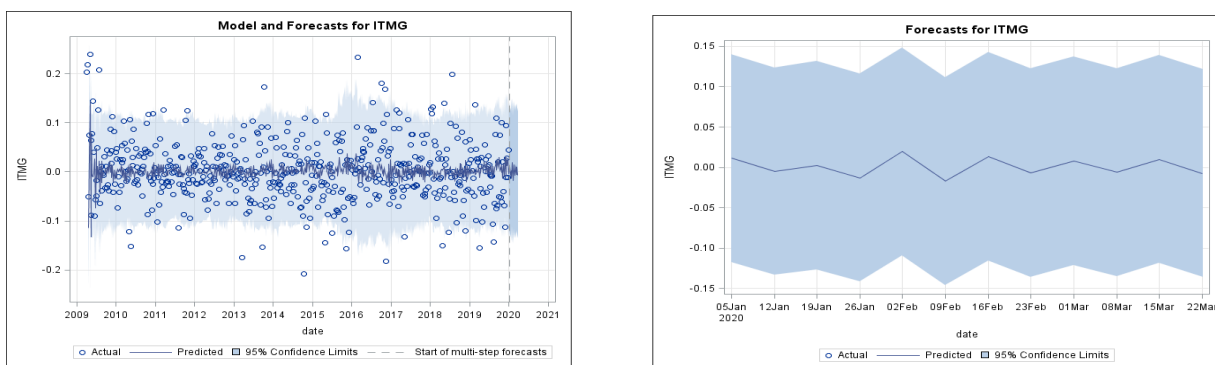 Model and Forecasts for ITMG
0.2
0.1
0.0
-0.1
-0.2
ITMG
2009 2010 2011 2012 2013 2014 2015 2016 2017 2018 2019 2020 2021
date
Actual Predicted 95% Confidence Limits Start of multi-step forecasts
Forecasts for ITMG
0.15
0.10
0.05
0.00
-0.05
-0.10
-0.15
ITMG
05Jan 12Jan 19Jan 26Jan 02Feb 09Feb 16Feb 23Feb 01Mar 08Mar 15Mar 22Mar
2020
date
Actual Predicted 95% Confidence Limits